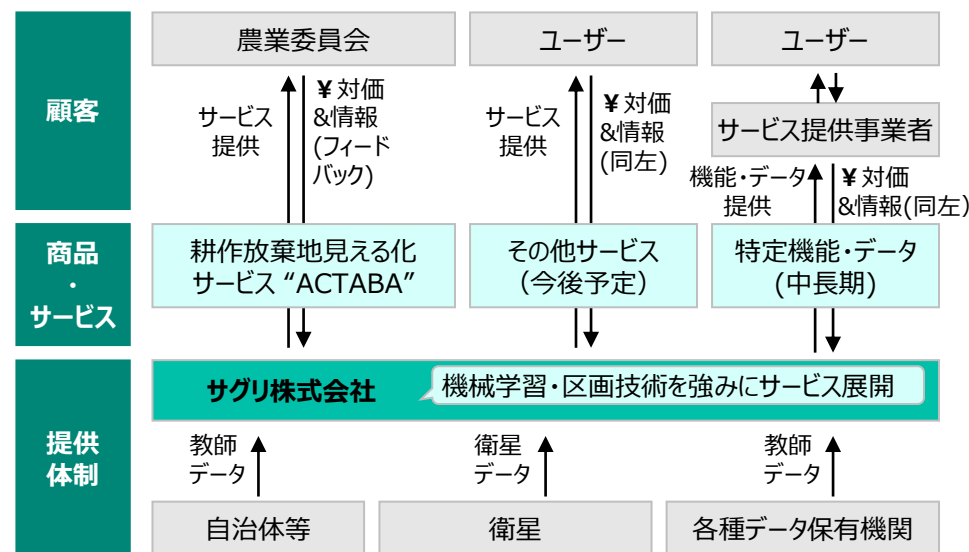 顧客
農業委員会
ユーザー
ユーザー
サービス
提供
¥ 対価
&情報
(フィード
バック)
サービス
提供
¥ 対価
&情報
(同左)
サービス提供事業者
機能・データ
提供
¥ 対価
&情報(同左)
商品
・
サービス
耕作放棄地見える化
サービス “ACTABA”
その他サービス
（今後予定）
特定機能・データ
(中長期)
提供
体制
サグリ株式会社
機械学習・区画技術を強みにサービス展開
教師
データ
衛星
データ
教師
データ
自治体等
衛星
各種データ保有機関